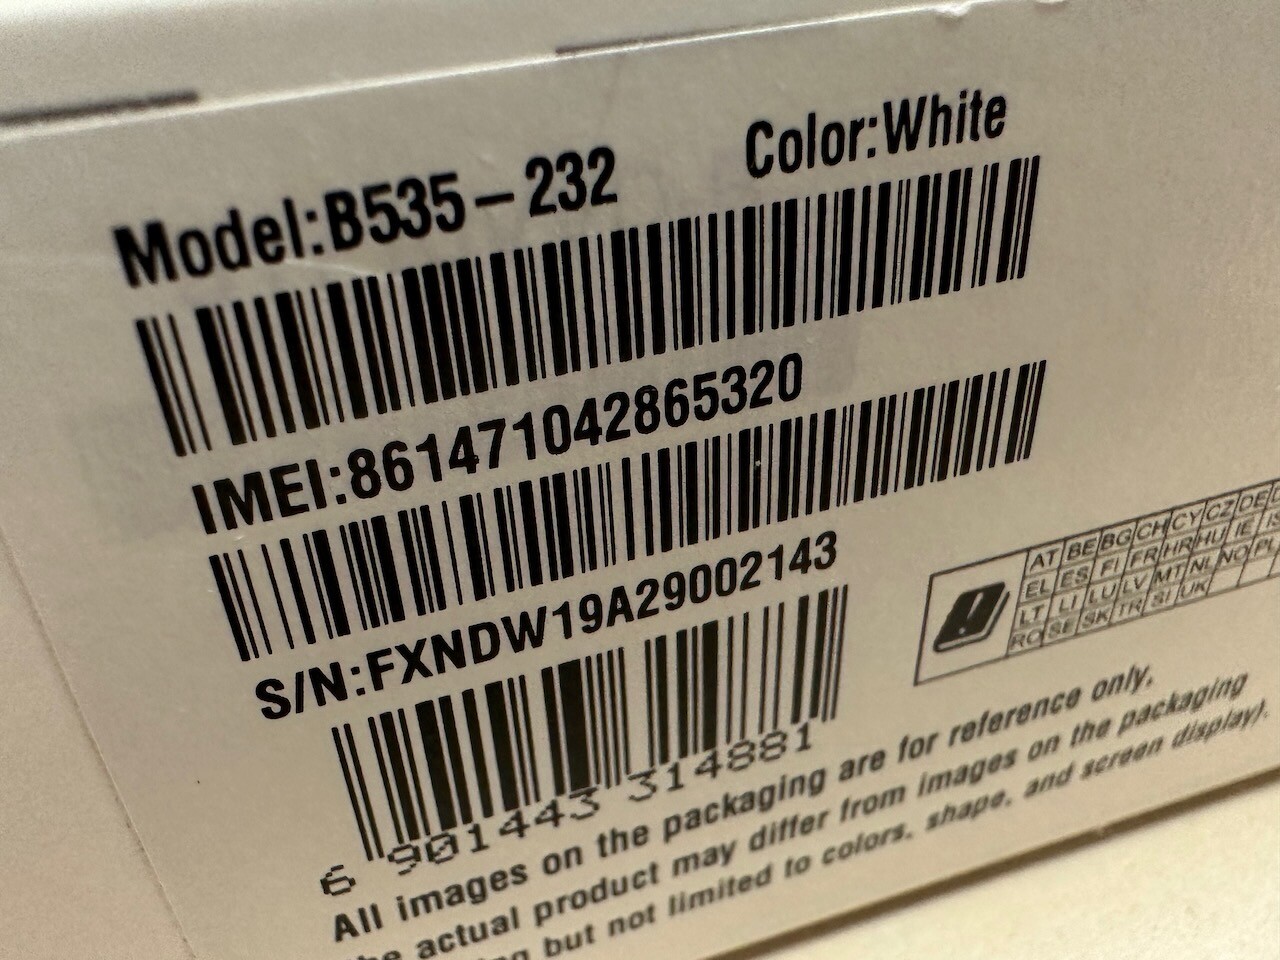 Model:B535-232 Color:White
IMEI:861471042865320
S/N:FXNDW19A29002143
6 901443 314881
AT BE BG CH CY CZ DE
EL ES FI FR HR HU IE IS
LT LI LU LV MT NL NO PL
RO SE SK TR SI UK
All images on the packaging are for reference only,
the actual product may differ from images on the packaging
but not limited to colors, shape, and screen display).